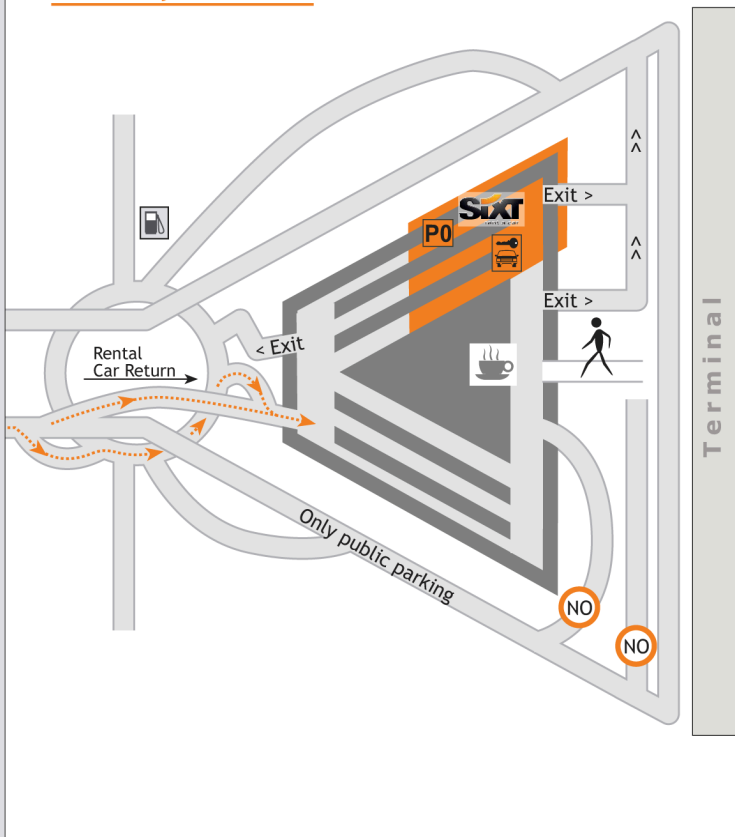 SIXT
P0
Exit >
Exit >
< Exit
Rental
Car Return
Only public parking
NO
NO
Terminal
^^
^^